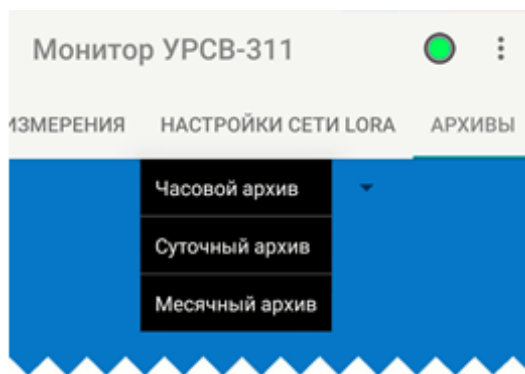 Монитор УРСВ-311
ИЗМЕРЕНИЯ НАСТРОЙКИ СЕТИ LORA АРХИВЫ
Часовой архив
Суточный архив
Месячный архив